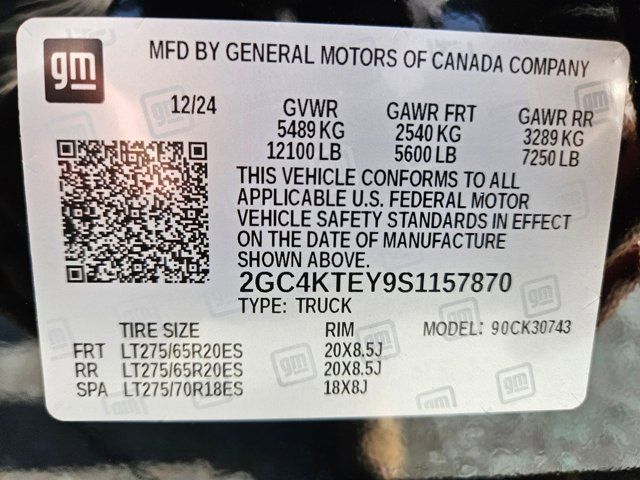 gm
MFD BY GENERAL MOTORS OF CANADA COMPANY
12/24 GVWR GAWR FRT GAWR RR
5489 KG 2540 KG 3289 KG
12100 LB 5600 LB 7250 LB
THIS VEHICLE CONFORMS TO ALL
APPLICABLE U.S. FEDERAL MOTOR
VEHICLE SAFETY STANDARDS IN EFFECT
ON THE DATE OF MANUFACTURE
SHOWN ABOVE.
2GC4KTEY9S1157870
TYPE: TRUCK
TIRE SIZE RIM MODEL: 90CK30743
FRT LT275/65R20ES 20X8.5J
RR LT275/65R20ES 20X8.5J
SPA LT275/70R18ES 18X8J